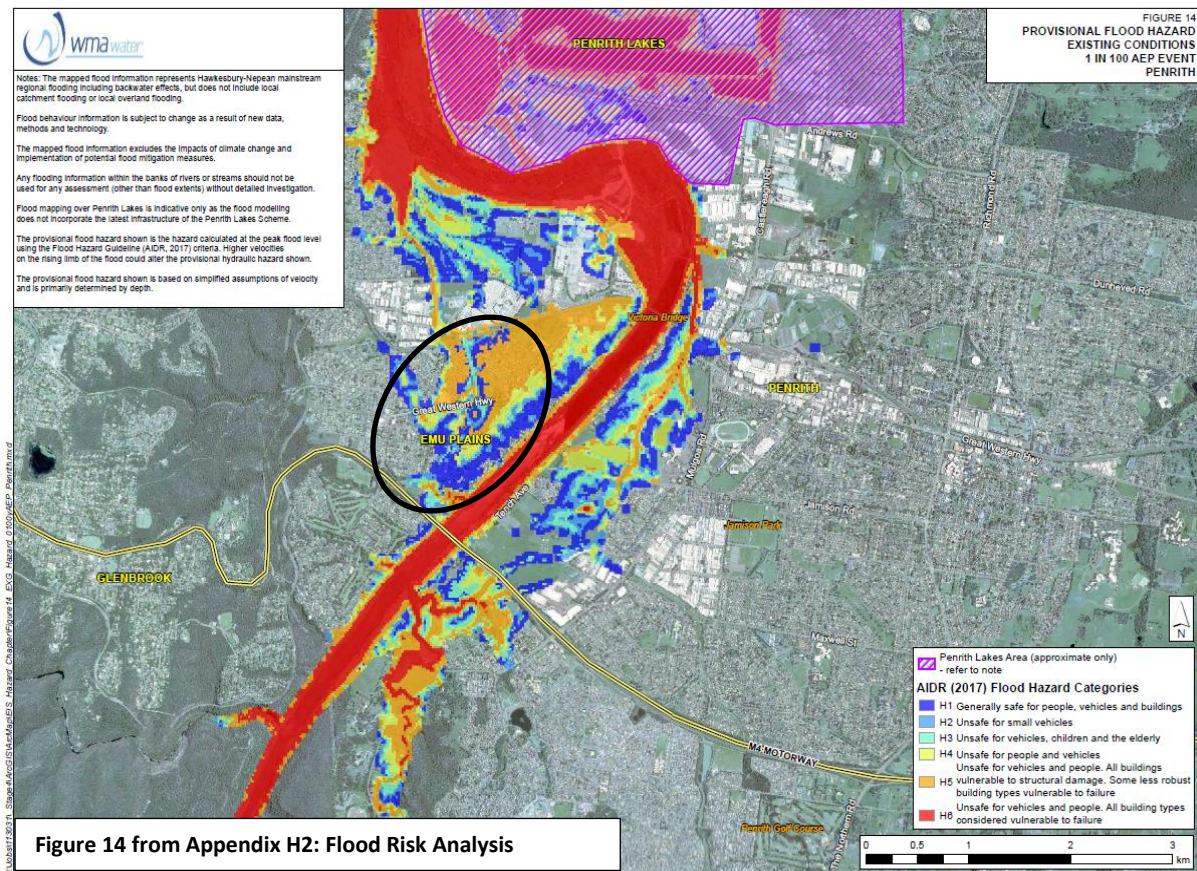 wmawater
FIGURE 14
PROVISIONAL FLOOD HAZARD
EXISTING CONDITIONS
1 IN 100 AEP EVENT
PENRITH
Notes: The mapped flood information represents Hawkesbury-Nepean mainstream
regional flooding including backwater effects, but does not include local
catchment flooding or local overland flooding.
Flood behaviour information is subject to change as a result of new data,
methods and technology.
The mapped flood information excludes the impacts of climate change and
implementation of potential flood mitigation measures.
Any flooding information within the banks of rivers or streams should not be
used for any assessment (other than flood extents) without detailed investigation.
Flood mapping over Penrith Lakes is indicative only as the flood modelling
does not incorporate the latest infrastructure of the Penrith Lakes Scheme.
The provisional flood hazard shown is the hazard calculated at the peak flood level
using the Flood Hazard Guideline (AIDR, 2017) criteria. Higher velocities
on the rising limb of the flood could alter the provisional hydraulic hazard shown.
The provisional flood hazard shown is based on simplified assumptions of velocity
and is primarily determined by depth.
PENRITH LAKES
Andrews Rd
Castlereagh Rd
Richmond Rd
Dunheved Rd
Victoria Bridge
PENRITH
Great Western Hwy
EMU PLAINS
Mulgoa Rd
Great Western Hwy
Tench Ave
Jamison Rd
Jamison Park
GLENBROOK
Maxwell St
M4 MOTORWAY
The Northern Rd
Penrith Golf Course
N
Penrith Lakes Area (approximate only)
- refer to note
AIDR (2017) Flood Hazard Categories
H1 Generally safe for people, vehicles and buildings
H2 Unsafe for small vehicles
H3 Unsafe for vehicles, children and the elderly
H4 Unsafe for people and vehicles
Unsafe for vehicles and people. All buildings
H5 vulnerable to structural damage. Some less robust
building types vulnerable to failure
H6 Unsafe for vehicles and people. All building types
considered vulnerable to failure
0 0.5 1 2 3
km
Figure 14 from Appendix H2: Flood Risk Analysis